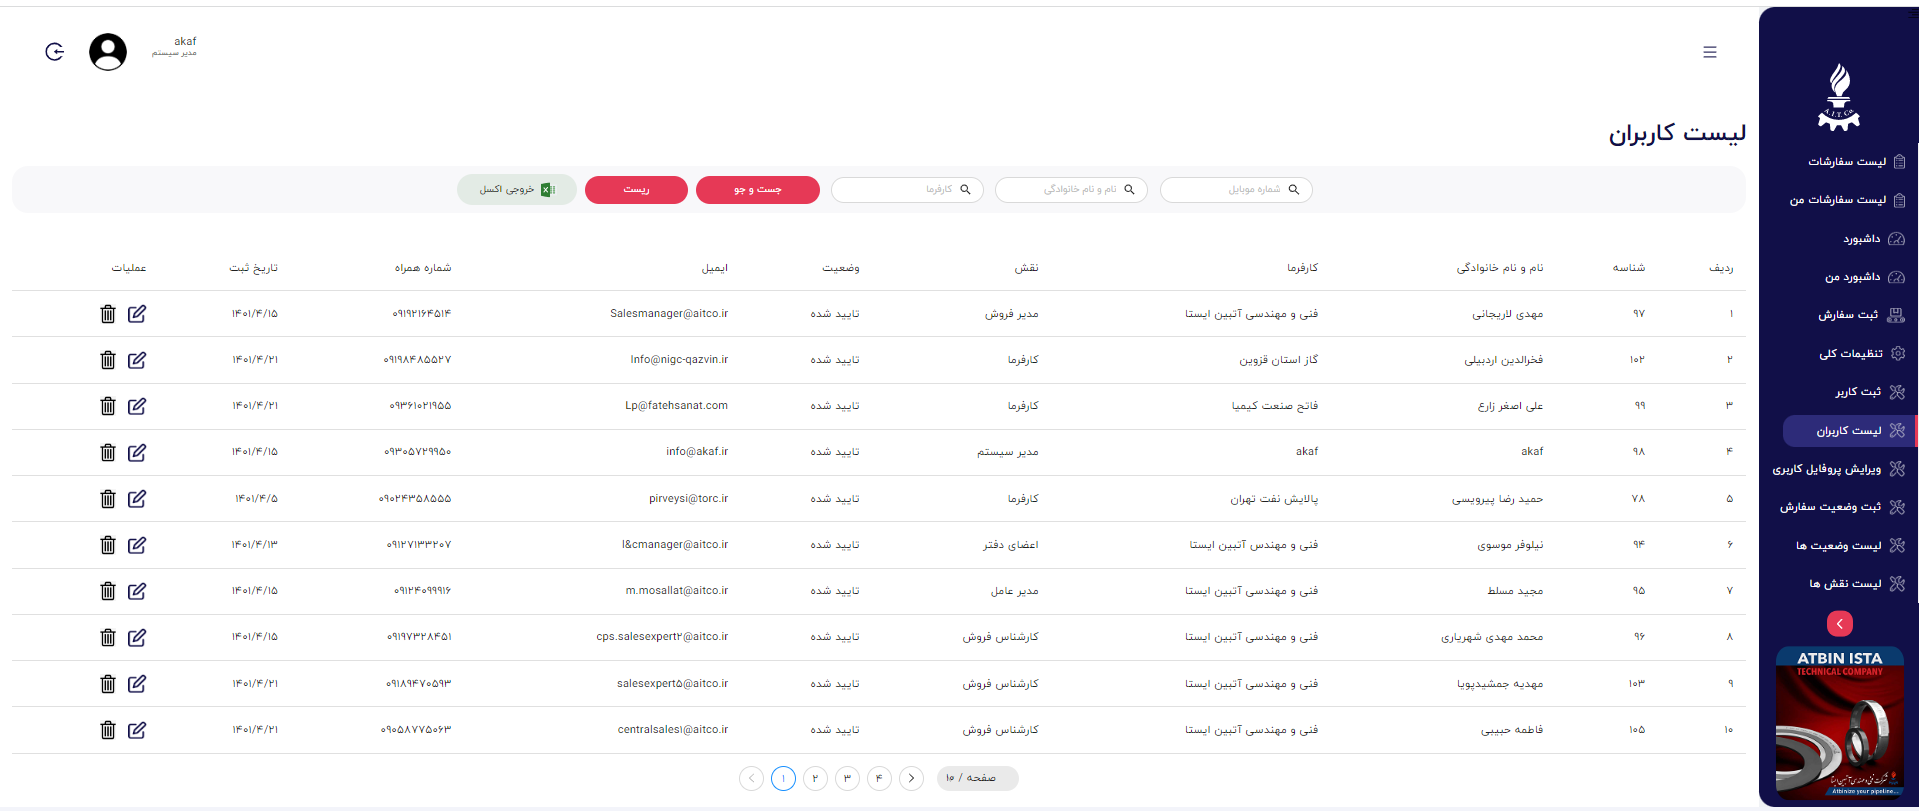 akaf
مدیر سیستم
A.I.T. Co
لیست سفارشات
لیست سفارشات من
داشبورد
داشبورد من
ثبت سفارش
تنظیمات کلی
ثبت کاربر
لیست کاربران
ویرایش پروفایل کاربری
ثبت وضعیت سفارش
لیست وضعیت ها
لیست نقش ها
ATBIN ISTA
TECHNICAL COMPANY
شرکت فنی و مهندسی آتبین ایستا
Atbinize your pipeline...
لیست کاربران
شماره موبایل نام و نام خانوادگی کارفرما جست و جو ریست خروجی اکسل
ردیف شناسه نام و نام خانوادگی کارفرما نقش وضعیت ایمیل شماره همراه تاریخ ثبت عملیات
۱ ۹۷ مهدی لاریجانی فنی و مهندسی آتبین ایستا مدیر فروش تایید شده Salesmanager@aitco.ir ۰۹۱۹۲۱۶۴۵۱۴ ۱۴۰۱/۴/۱۵
۲ ۱۰۲ فخرالدین اردبیلی گاز استان قزوین کارفرما تایید شده Info@nigc-qazvin.ir ۰۹۱۹۸۴۸۵۵۲۷ ۱۴۰۱/۴/۲۱
۳ ۹۹ علی اصغر زارع فاتح صنعت کیمیا کارفرما تایید شده Lp@fatehsanat.com ۰۹۳۶۱۰۲۱۹۵۵ ۱۴۰۱/۴/۲۱
۴ ۹۸ akaf akaf مدیر سیستم تایید شده info@akaf.ir ۰۹۳۰۵۷۲۹۹۵۰ ۱۴۰۱/۴/۱۵
۵ ۷۸ حمید رضا پیرویسی پالایش نفت تهران کارفرما تایید شده pirveysi@torc.ir ۰۹۰۲۴۳۵۸۵۵۵ ۱۴۰۱/۴/۵
۶ ۹۴ نیلوفر موسوی فنی و مهندس آتبین ایستا اعضای دفتر تایید شده I&cmanager@aitco.ir ۰۹۱۲۷۱۳۳۲۰۷ ۱۴۰۱/۴/۱۳
۷ ۹۵ مجید مسلط فنی و مهندسی آتبین ایستا مدیر عامل تایید شده m.mosallat@aitco.ir ۰۹۱۲۴۰۹۹۹۱۶ ۱۴۰۱/۴/۱۵
۸ ۹۶ محمد مهدی شهریاری فنی و مهندسی آتبین ایستا کارشناس فروش تایید شده cps.salesexpert۲@aitco.ir ۰۹۱۹۷۳۲۸۴۵۱ ۱۴۰۱/۴/۱۵
۹ ۱۰۳ مهدیه جمشیدپویا فنی و مهندسی آتبین ایستا کارشناس فروش تایید شده salesexpert۵@aitco.ir ۰۹۱۸۹۴۷۰۵۹۳ ۱۴۰۱/۴/۲۱
۱۰ ۱۰۵ فاطمه حبیبی فنی و مهندسی آتبین ایستا کارشناس فروش تایید شده centralsales۱@aitco.ir ۰۹۰۵۸۷۷۵۰۶۳ ۱۴۰۱/۴/۲۱
۱ ۲ ۳ ۴ ۱۰ / صفحه